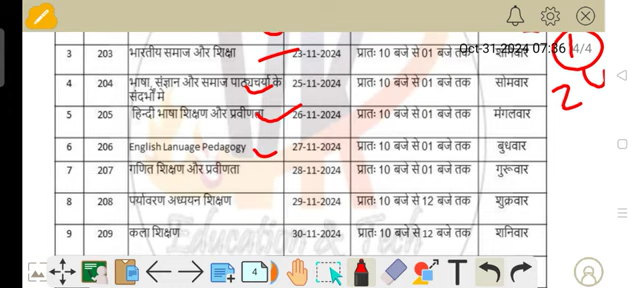 Oct-31,2024 07:36 4/4
3 203 भारतीय समाज और शिक्षा 23-11-2024 प्रातः 10 बजे से 01 बजे तक शनिवार
4 204 भाषा, संज्ञान और समाज पाठ्यचर्या के संदर्भों मे 25-11-2024 प्रातः 10 बजे से 01 बजे तक सोमवार
5 205 हिन्दी भाषा शिक्षण और प्रवीणता 26-11-2024 प्रातः 10 बजे से 01 बजे तक मंगलवार
6 206 English Lanuage Pedagogy 27-11-2024 प्रातः 10 बजे से 01 बजे तक बुधवार
7 207 गणित शिक्षण और प्रवीणता 28-11-2024 प्रातः 10 बजे से 01 बजे तक गुरूवार
8 208 पर्यावरण अध्ययन शिक्षण 29-11-2024 प्रातः 10 बजे से 12 बजे तक शुक्रवार
9 209 कला शिक्षण 30-11-2024 प्रातः 10 बजे से 12 बजे तक शनिवार
Education & Tech
1
2
4
T